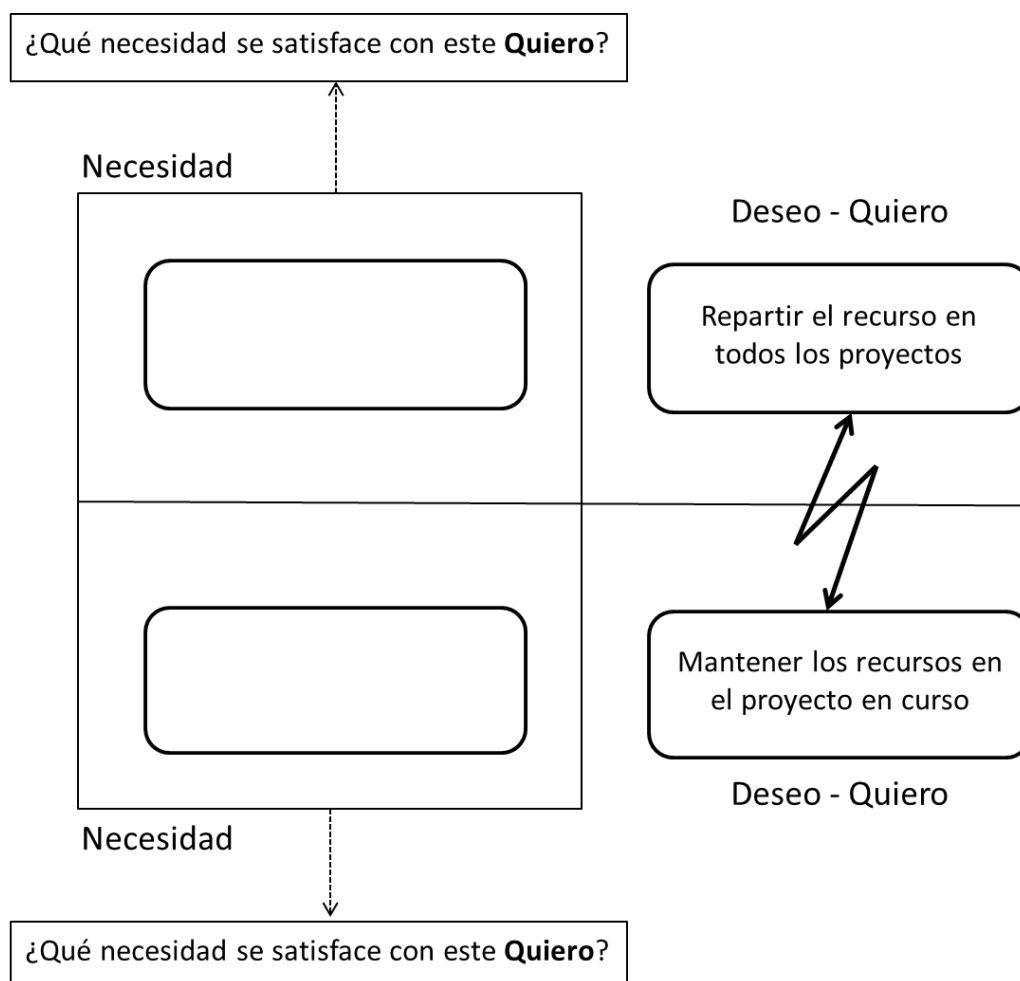 ¿Qué necesidad se satisface con este Quiero?
Necesidad
Deseo - Quiero
Repartir el recurso en
todos los proyectos
Mantener los recursos en
el proyecto en curso
Deseo - Quiero
Necesidad
¿Qué necesidad se satisface con este Quiero?